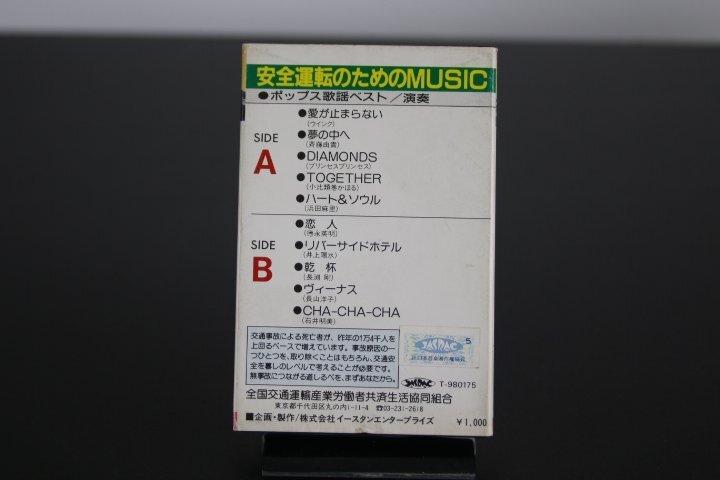 安全運転のためのMUSIC
●ポップス歌謡ベスト／演奏
SIDE
A
●愛が止まらない
(ウインク)
●夢の中へ
(斉藤由貴)
●DIAMONDS
(プリンセスプリンセス)
●TOGETHER
(小比類巻かほる)
●ハート&ソウル
(浜田麻里)
SIDE
B
●恋人
(徳永英明)
●リバーサイドホテル
(井上陽水)
●乾杯
(長渕剛)
●ヴィーナス
(長山洋子)
●CHA-CHA-CHA
(石井明美)
交通事故による死亡者が、昨年の1万4千人を
上回るペースで増えています。事故原因の一
つひとつを、取り除くことはもちろん、交通安
全を暮しのレベルで考えることが必要です。
無事故につながる道しるべを、まずあなたから。
5
JASRAC
JASRAC T-980175
全国交通運輸産業労働者共済生活協同組合
東京都千代田区丸の内1-11-4 ☎03-231-2618
■企画・製作/株式会社 イースタンエンタープライズ
¥1,000